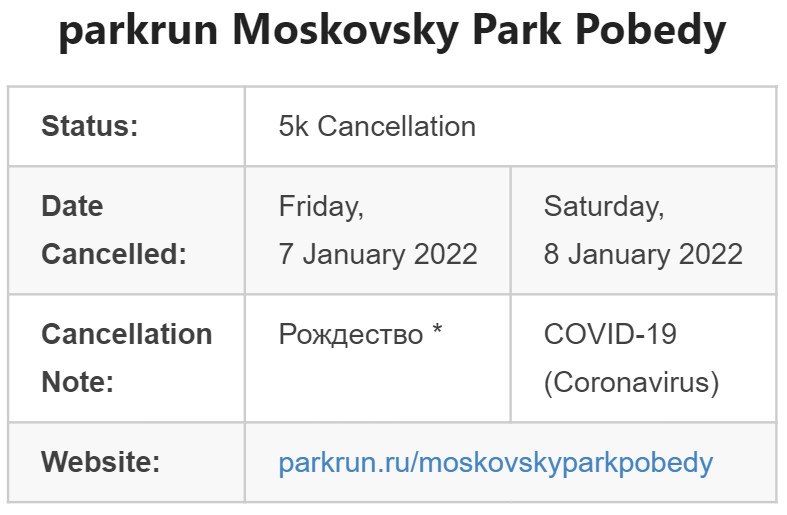 parkrun Moskovsky Park Pobedy
Status: 5k Cancellation
Date Cancelled: Friday, 7 January 2022 Saturday, 8 January 2022
Cancellation Note: Рождество * COVID-19 (Coronavirus)
Website: parkrun.ru/moskovskyparkpobedy